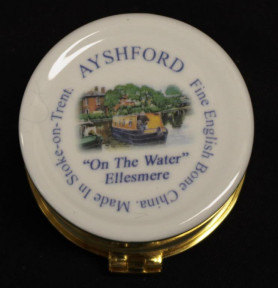 AYSHFORD
Fine English Bone China. Made In Stoke-on-Trent.
"On The Water"
Ellesmere